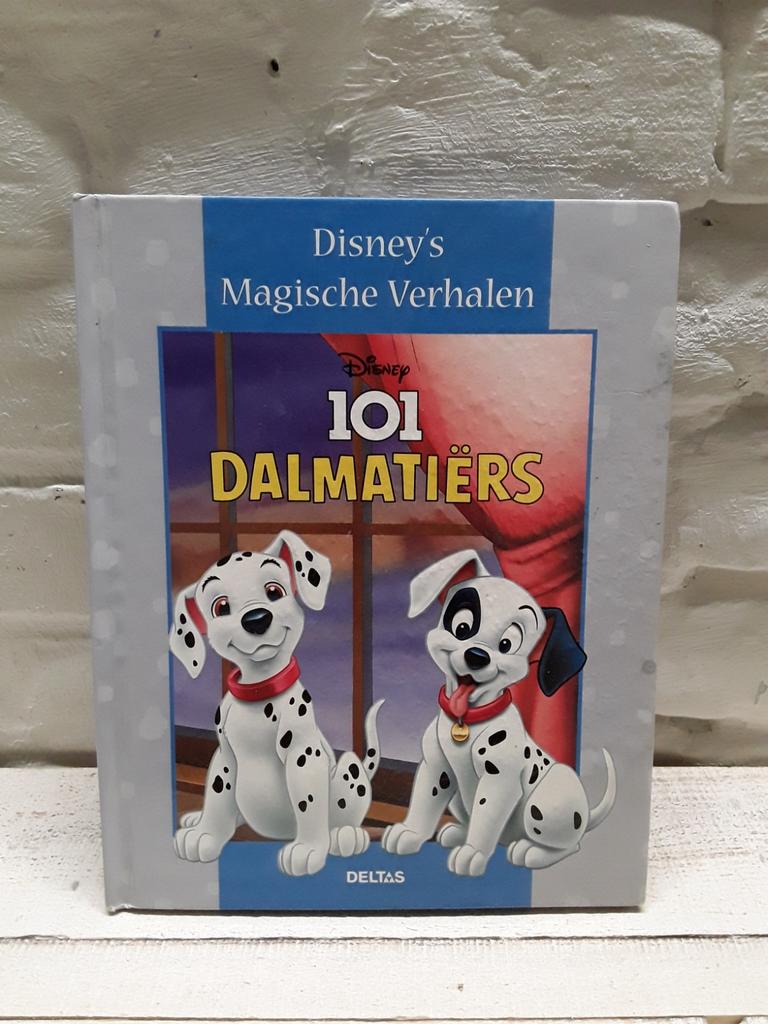 Disney's
Magische Verhalen
Disney
101
DALMATIËRS
DELTAS